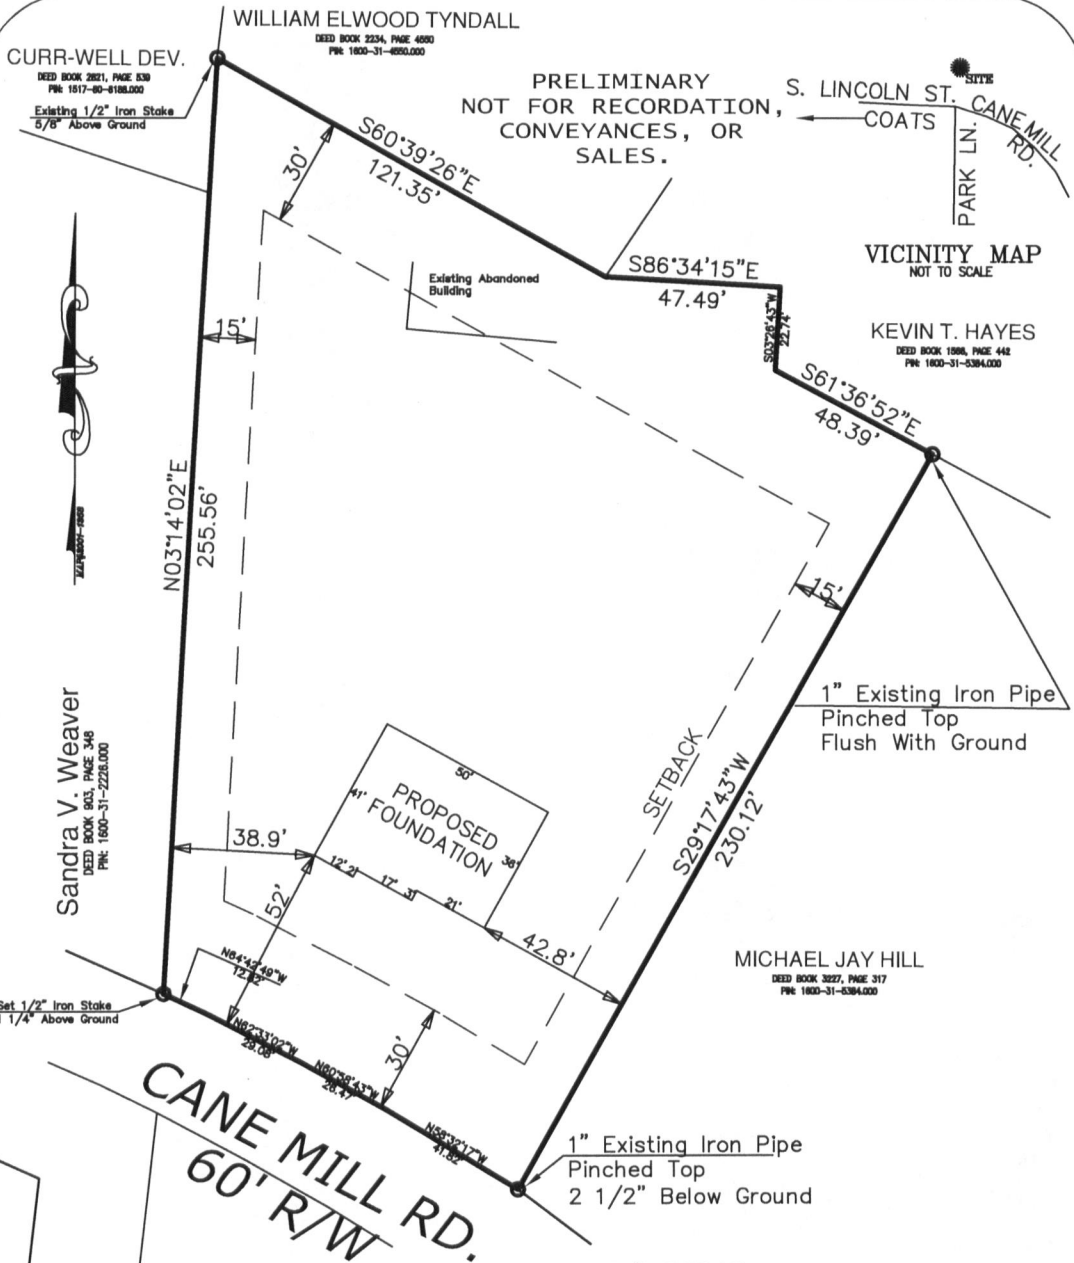 WILLIAM ELWOOD TYNDALL
DEED BOOK 2234, PAGE 4550
PIN: 1600-31-4550.000
CURR-WELL DEV.
DEED BOOK 2821, PAGE 539
PIN: 1517-80-6188.000
Existing 1/2" Iron Stake
5/8" Above Ground
PRELIMINARY
NOT FOR RECORDATION,
CONVEYANCES, OR
SALES.
SITE
S. LINCOLN ST.
CANE MILL
RD.
COATS
PARK LN.
VICINITY MAP
NOT TO SCALE
S60°39'26"E
121.35'
30'
S86°34'15"E
47.49'
22.74'
Existing Abandoned
Building
KEVIN T. HAYES
DEED BOOK 1588, PAGE 442
PIN: 1600-31-5384.000
S61°36'52"E
48.39'
15'
N03°14'02"E
255.56'
15'
1" Existing Iron Pipe
Pinched Top
Flush With Ground
Sandra V. Weaver
DEED BOOK 903, PAGE 348
PIN: 1600-31-2226.000
SETBACK
S29°17'43"W
230.12'
50'
41'
PROPOSED
FOUNDATION
36'
12' 2'
17' 3'
21'
38.9'
52'
42.8'
N64°42'49"W
MICHAEL JAY HILL
DEED BOOK 3227, PAGE 317
PIN: 1600-31-5384.000
Set 1/2" Iron Stake
1 1/4" Above Ground
N62°33'02"W
29.08'
N60°58'43"W
28.47'
30'
N58°32'17"W
41.82'
CANE MILL RD.
60' R/W
1" Existing Iron Pipe
Pinched Top
2 1/2" Below Ground